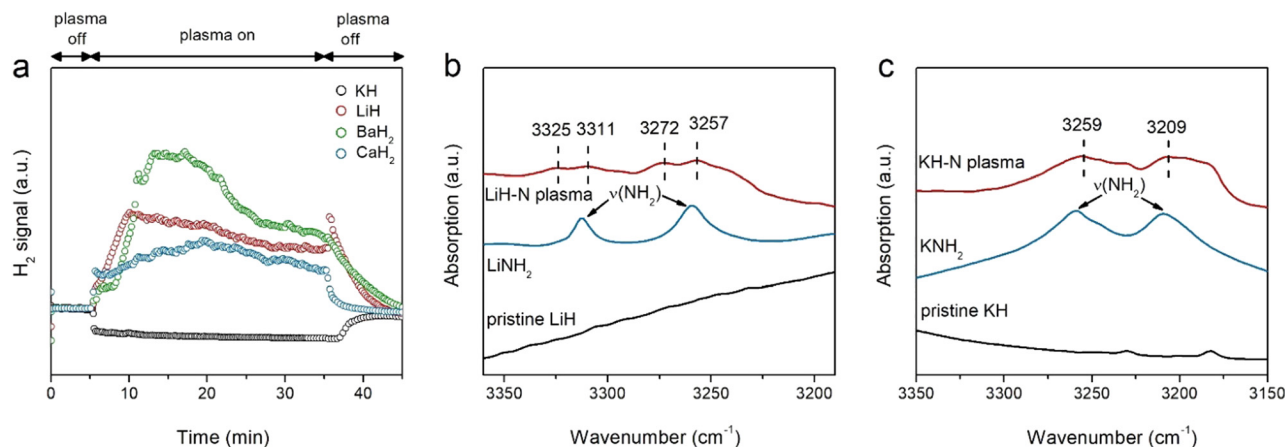 plasma off
plasma on
plasma off
a
KH
LiH
BaH2
CaH2
H2 signal (a.u.)
0
10
20
30
40
Time (min)
b
3325
3311
3272
3257
LiH-N plasma
ν(NH2)
LiNH2
pristine LiH
Absorption (a.u.)
3350
3300
3250
3200
Wavenumber (cm-1)
c
3259
3209
KH-N plasma
ν(NH2)
KNH2
pristine KH
Absorption (a.u.)
3350
3300
3250
3200
3150
Wavenumber (cm-1)